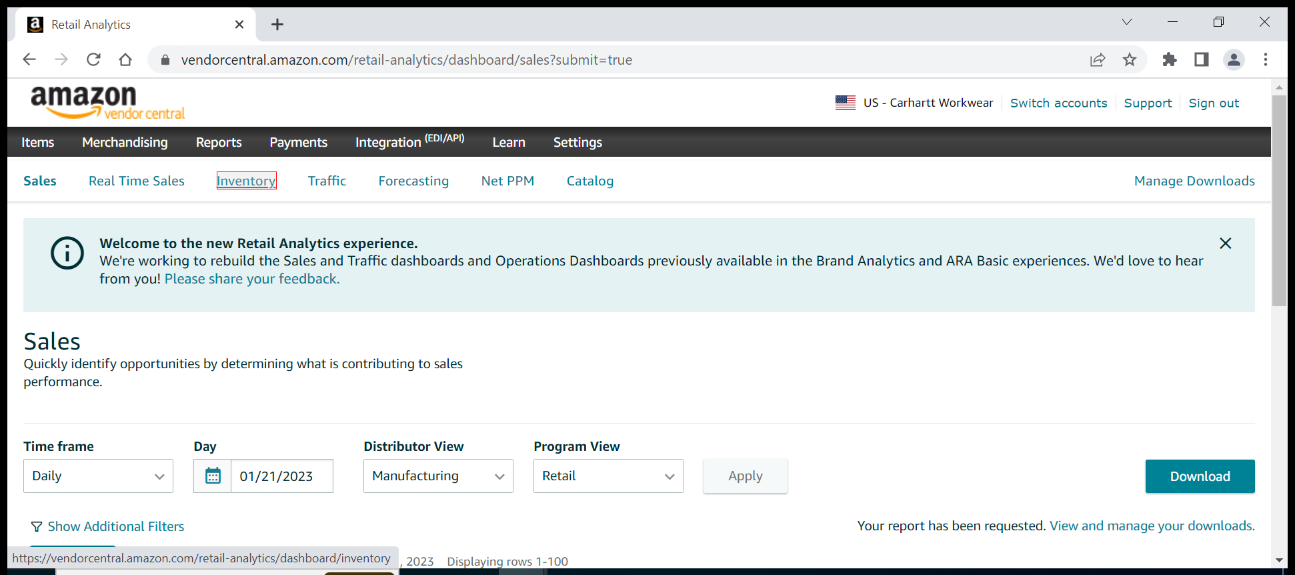 Retail Analytics
vendorcentral.amazon.com/retail-analytics/dashboard/sales?submit=true
amazon
vendor central
US - Carhartt Workwear Switch accounts Support Sign out
Items Merchandising Reports Payments Integration (EDI/API) Learn Settings
Sales Real Time Sales Inventory Traffic Forecasting Net PPM Catalog Manage Downloads
Welcome to the new Retail Analytics experience.
We're working to rebuild the Sales and Traffic dashboards and Operations Dashboards previously available in the Brand Analytics and ARA Basic experiences. We'd love to hear
from you! Please share your feedback.
Sales
Quickly identify opportunities by determining what is contributing to sales
performance.
Time frame Day Distributor View Program View
Daily 01/21/2023 Manufacturing Retail Apply Download
Show Additional Filters Your report has been requested. View and manage your downloads.
https://vendorcentral.amazon.com/retail-analytics/dashboard/inventory , 2023 Displaying rows 1-100